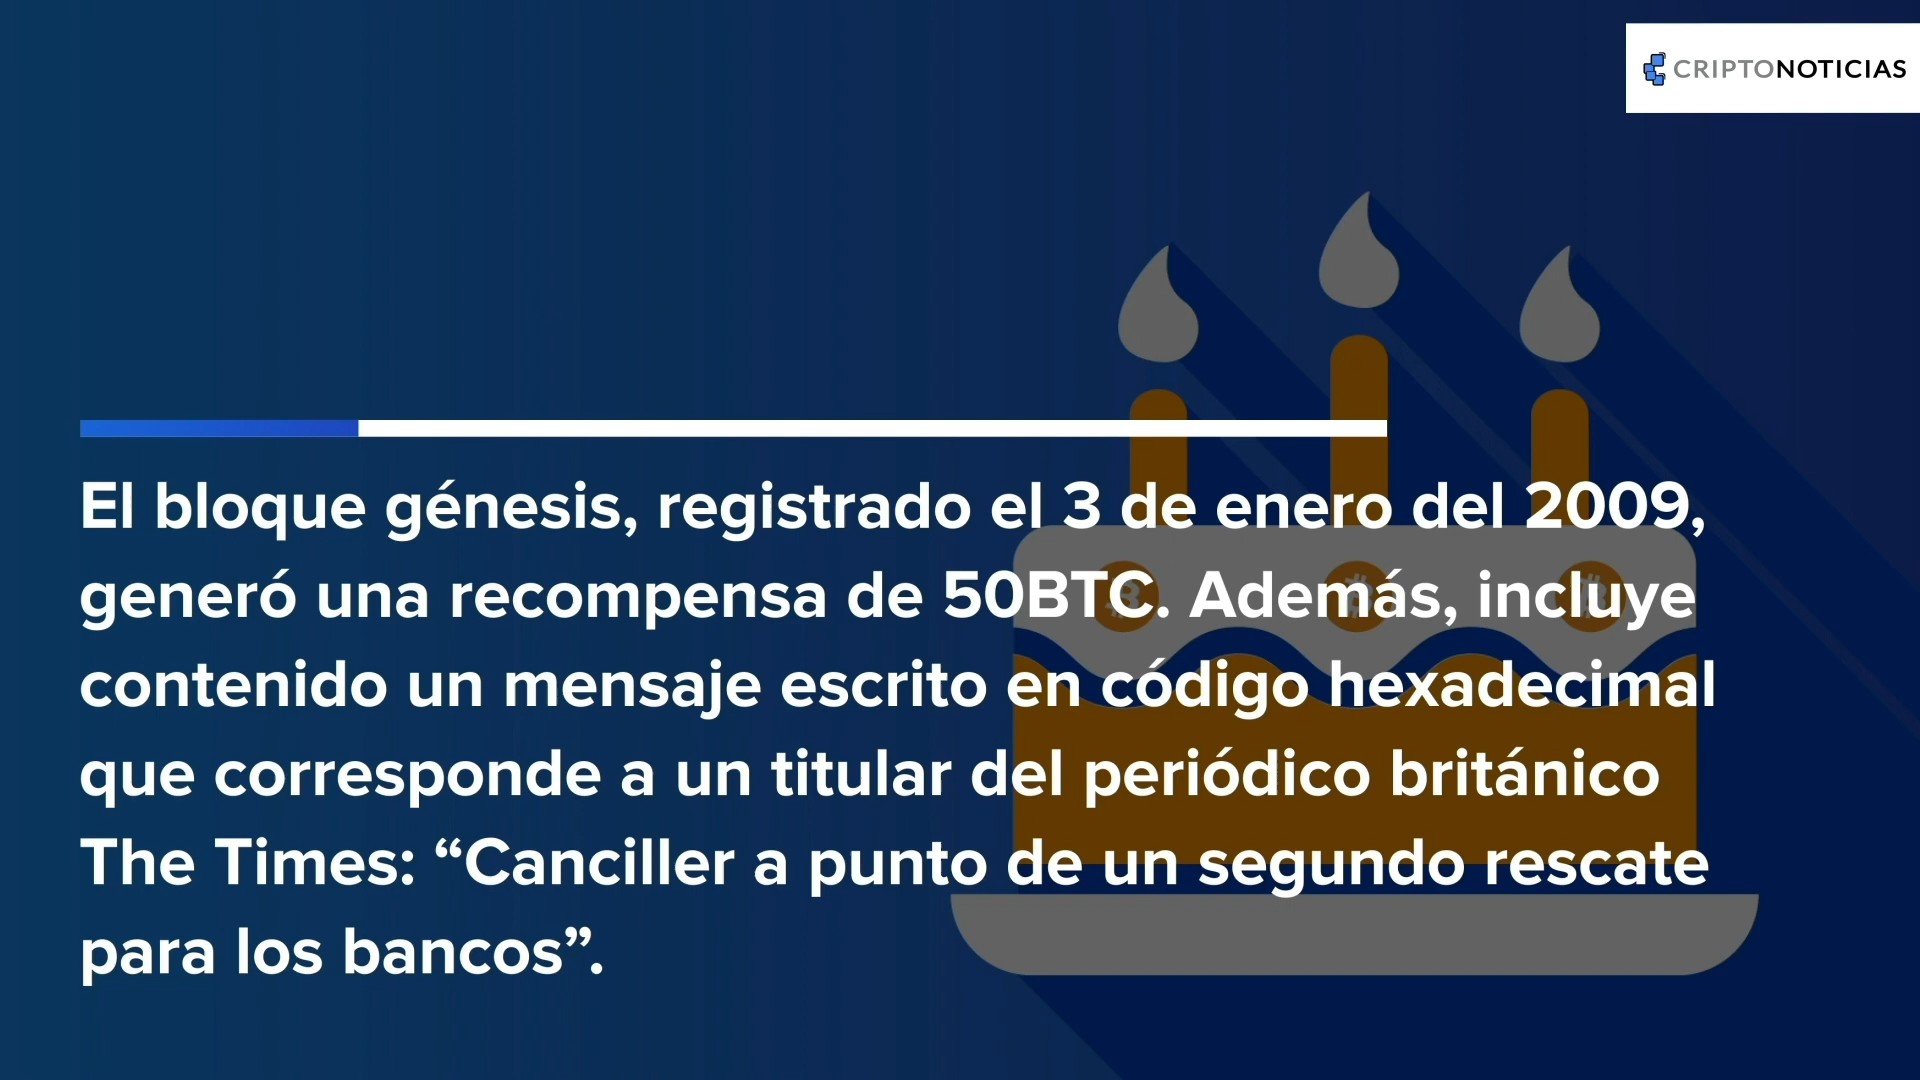 CRIPTONOTICIAS
El bloque génesis, registrado el 3 de enero del 2009,
generó una recompensa de 50BTC. Además, incluye
contenido un mensaje escrito en código hexadecimal
que corresponde a un titular del periódico británico
The Times: “Canciller a punto de un segundo rescate
para los bancos”.